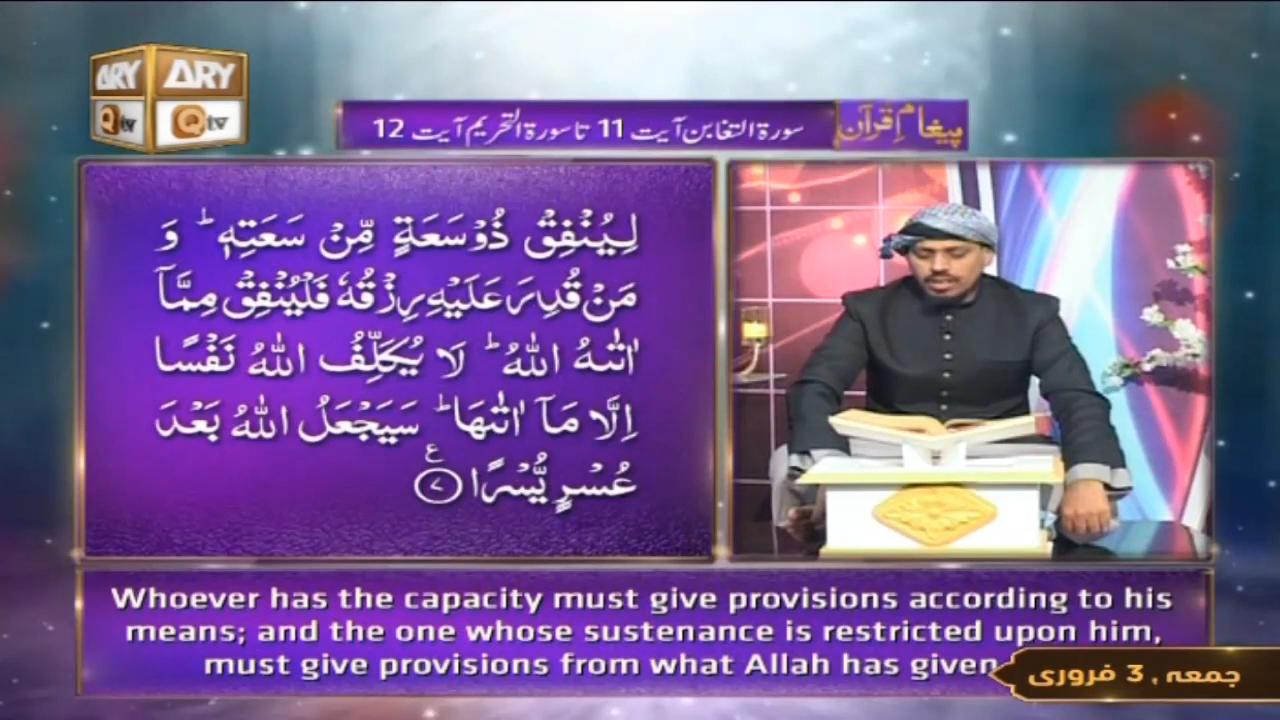 ARY ARY
Qtv Qtv
پیغامِ قرآن
سورۃ التغابن آیت 11 تا سورۃ التحریم آیت 12
لِيُنْفِقْ ذُوْ سَعَةٍ مِّنْ سَعَتِهٖ ؕ وَ
مَنْ قُدِرَ عَلَيْهِ رِزْقُهٗ فَلْيُنْفِقْ مِمَّاۤ
اٰتٰىهُ اللّٰهُ ؕ لَا يُكَلِّفُ اللّٰهُ نَفْسًا
اِلَّا مَاۤ اٰتٰىهَا ؕ سَيَجْعَلُ اللّٰهُ بَعْدَ
عُسْرٍ يُّسْرًا ع ۷
Whoever has the capacity must give provisions according to his
means; and the one whose sustenance is restricted upon him,
must give provisions from what Allah has given
جمعہ , 3 فروری